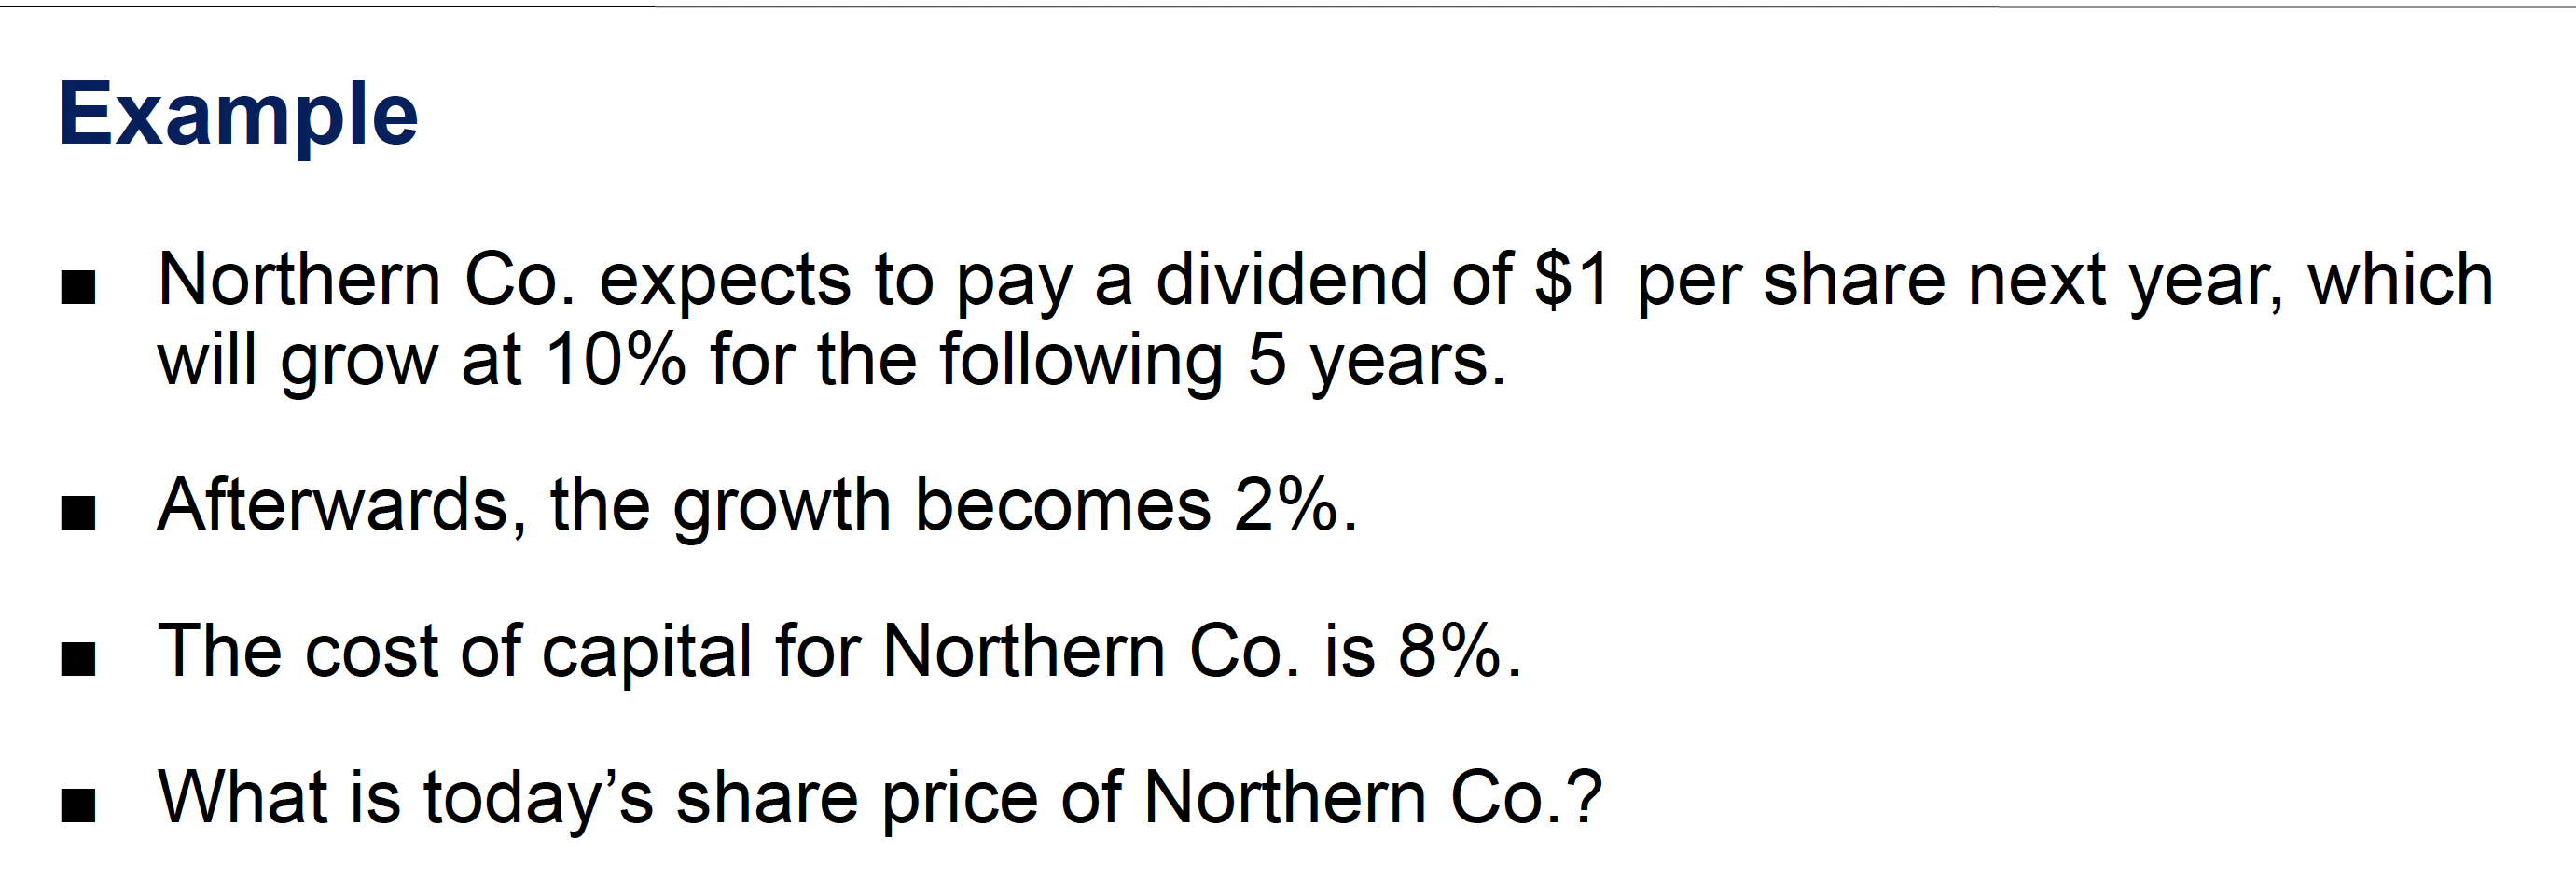 Example
■ Northern Co. expects to pay a dividend of $1 per share next year, which
will grow at 10% for the following 5 years.
■ Afterwards, the growth becomes 2%.
■ The cost of capital for Northern Co. is 8%.
■ What is today’s share price of Northern Co.?